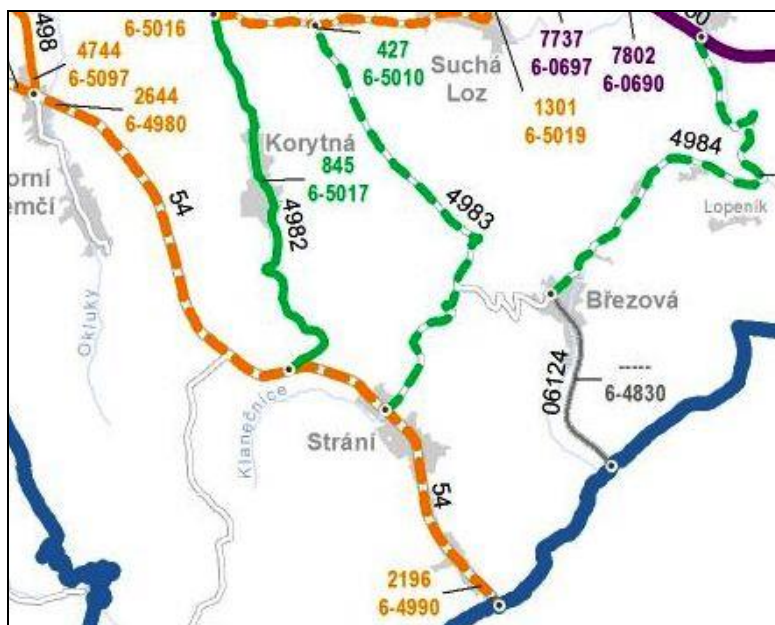 498
6-5016
4744
6-5097
2644
6-4980
427
6-5010
Suchá
Loz
7737
6-0697
7802
6-0690
1301
6-5019
Korytná
845
6-5017
4984
Lopeník
orní
emčí
54
4982
4983
Okluky
Březová
06124
-----
6-4830
Klanečnice
Strání
54
2196
6-4990